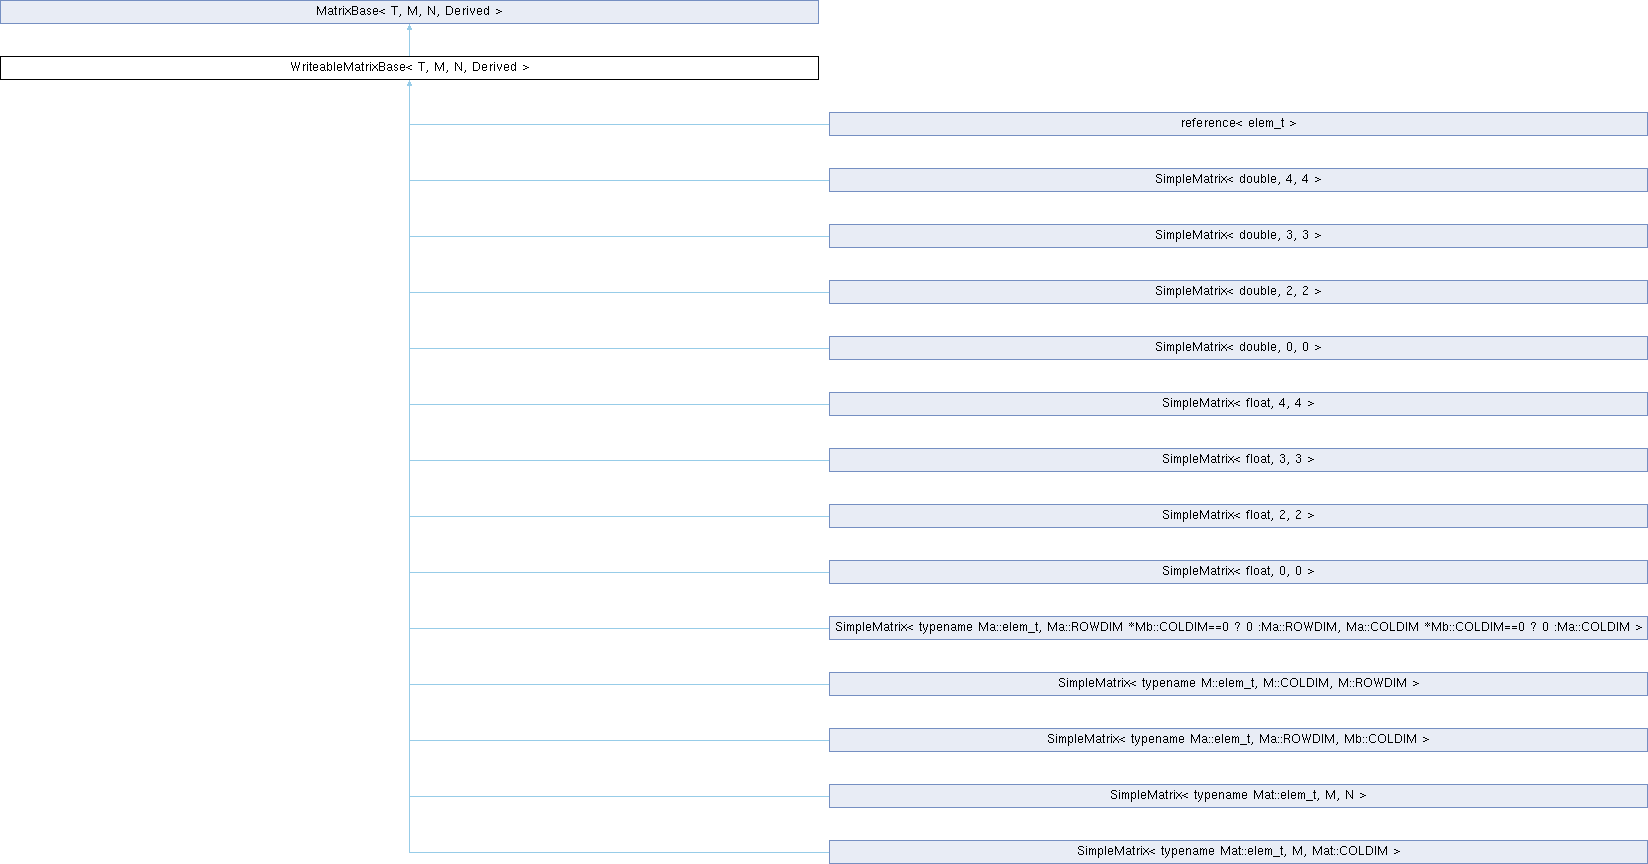 MatrixBase< T, M, N, Derived >
WriteableMatrixBase< T, M, N, Derived >
reference< elem_t >
SimpleMatrix< double, 4, 4 >
SimpleMatrix< double, 3, 3 >
SimpleMatrix< double, 2, 2 >
SimpleMatrix< double, 0, 0 >
SimpleMatrix< float, 4, 4 >
SimpleMatrix< float, 3, 3 >
SimpleMatrix< float, 2, 2 >
SimpleMatrix< float, 0, 0 >
SimpleMatrix< typename Ma::elem_t, Ma::ROWDIM *Mb::COLDIM==0 ? 0 :Ma::ROWDIM, Ma::COLDIM *Mb::COLDIM==0 ? 0 :Ma::COLDIM >
SimpleMatrix< typename M::elem_t, M::COLDIM, M::ROWDIM >
SimpleMatrix< typename Ma::elem_t, Ma::ROWDIM, Mb::COLDIM >
SimpleMatrix< typename Mat::elem_t, M, N >
SimpleMatrix< typename Mat::elem_t, M, Mat::COLDIM >